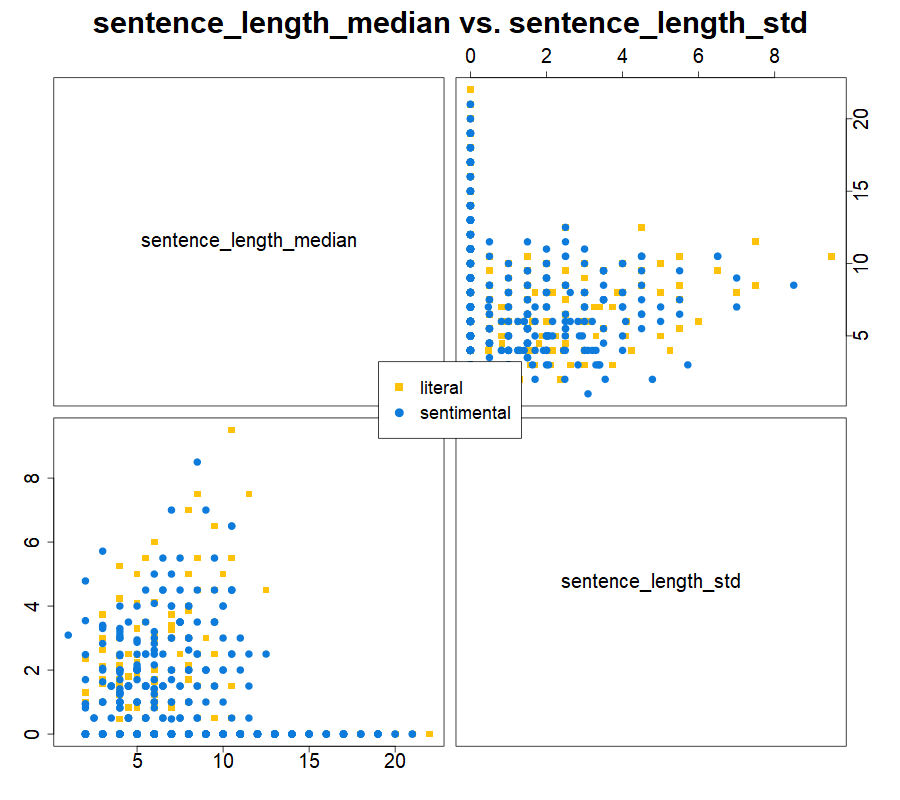 sentence_length_median vs. sentence_length_std
0 2 4 6 8
sentence_length_median
20
15
10
5
literal
sentimental
8
6
4
2
0
sentence_length_std
5 10 15 20